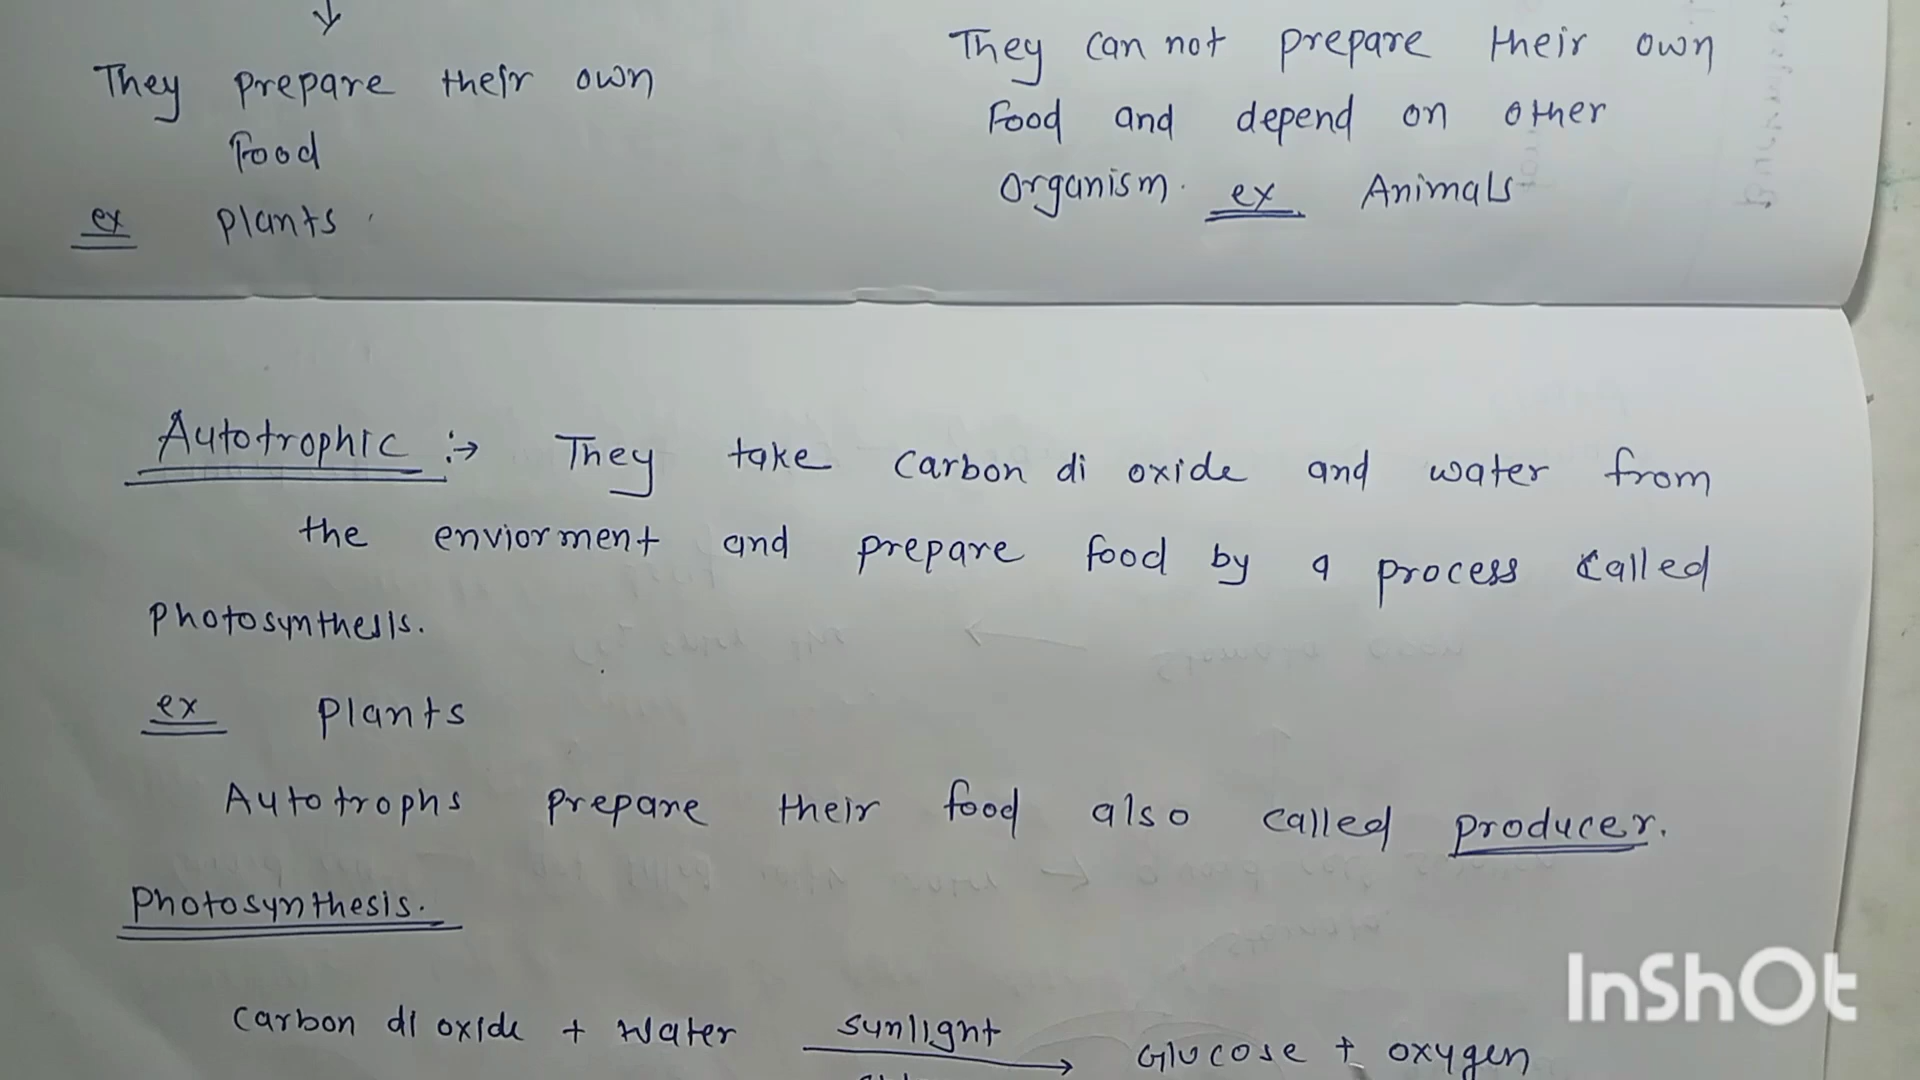 They prepare their own
food
ex plants
They can not prepare their own
Food and depend on other
organism. ex Animals
Autotrophic :→ They take carbon di oxide and water from
the enviorment and prepare food by a process called
photosynthesis.
ex plants
Autotrophs prepare their food also called producer.
Photosynthesis.
carbon di oxide + water sunlight → Glucose + oxygen
InShOt